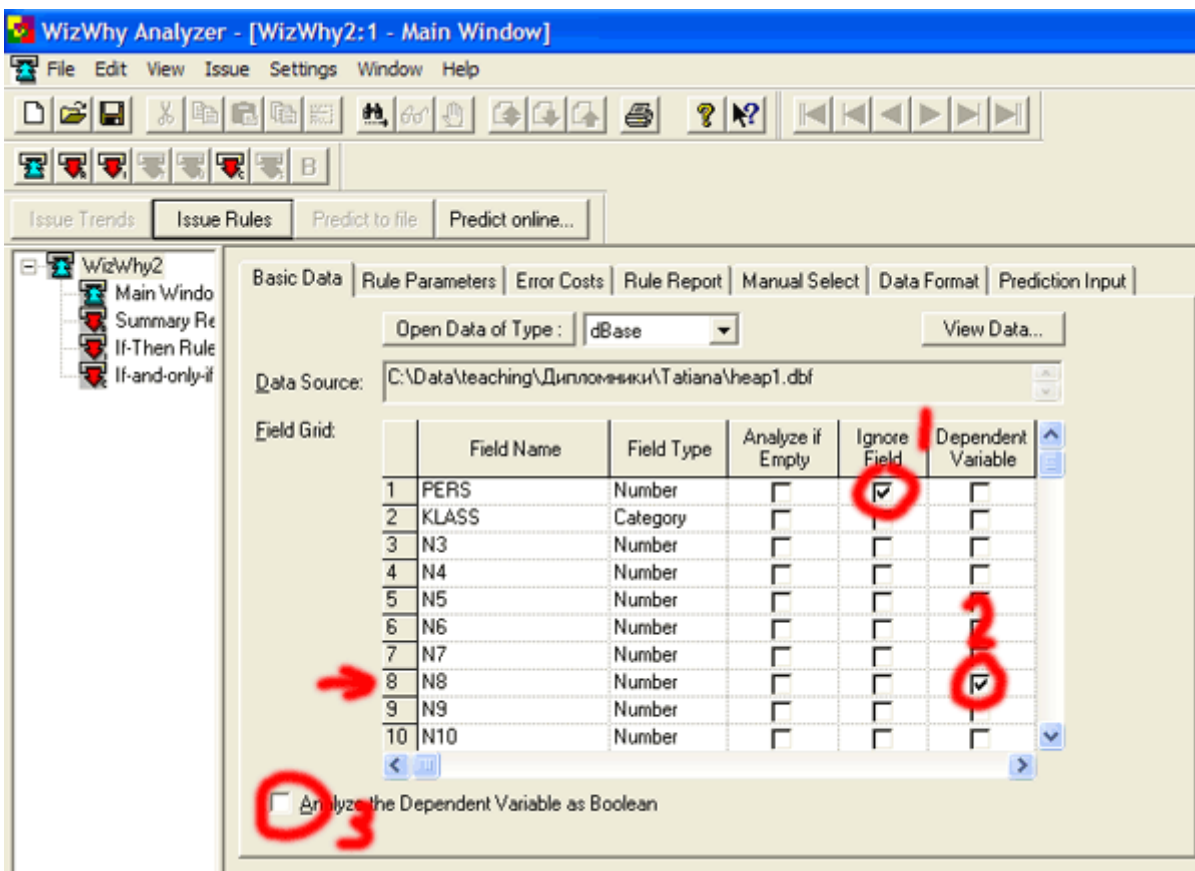 WizWhy Analyzer - [WizWhy2:1 - Main Window]
File Edit View Issue Settings Window Help
B
Issue Trends Issue Rules Predict to file Predict online...
WizWhy2
Main Windo
Summary Re
If-Then Rule
If-and-only-if
Basic Data Rule Parameters Error Costs Rule Report Manual Select Data Format Prediction Input
Open Data of Type : dBase View Data...
Data Source: C:\Data\teaching\Дипломники\Tatiana\heap1.dbf
Field Grid:
Field Name Field Type Analyze if Empty Ignore Field Dependent Variable
1
1 PERS Number
2 KLASS Category
3 N3 Number
4 N4 Number
5 N5 Number
6 N6 Number
2
7 N7 Number
8 N8 Number
9 N9 Number
10 N10 Number
Analyze the Dependent Variable as Boolean
3